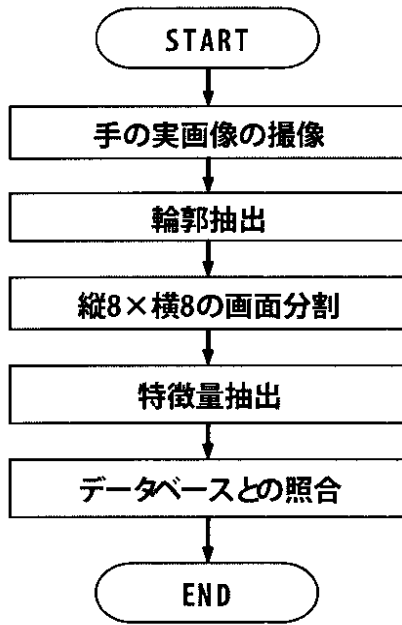 START
手の実画像の撮像
輪郭抽出
縦8×横8の画面分割
特徴量抽出
データベースとの照合
END